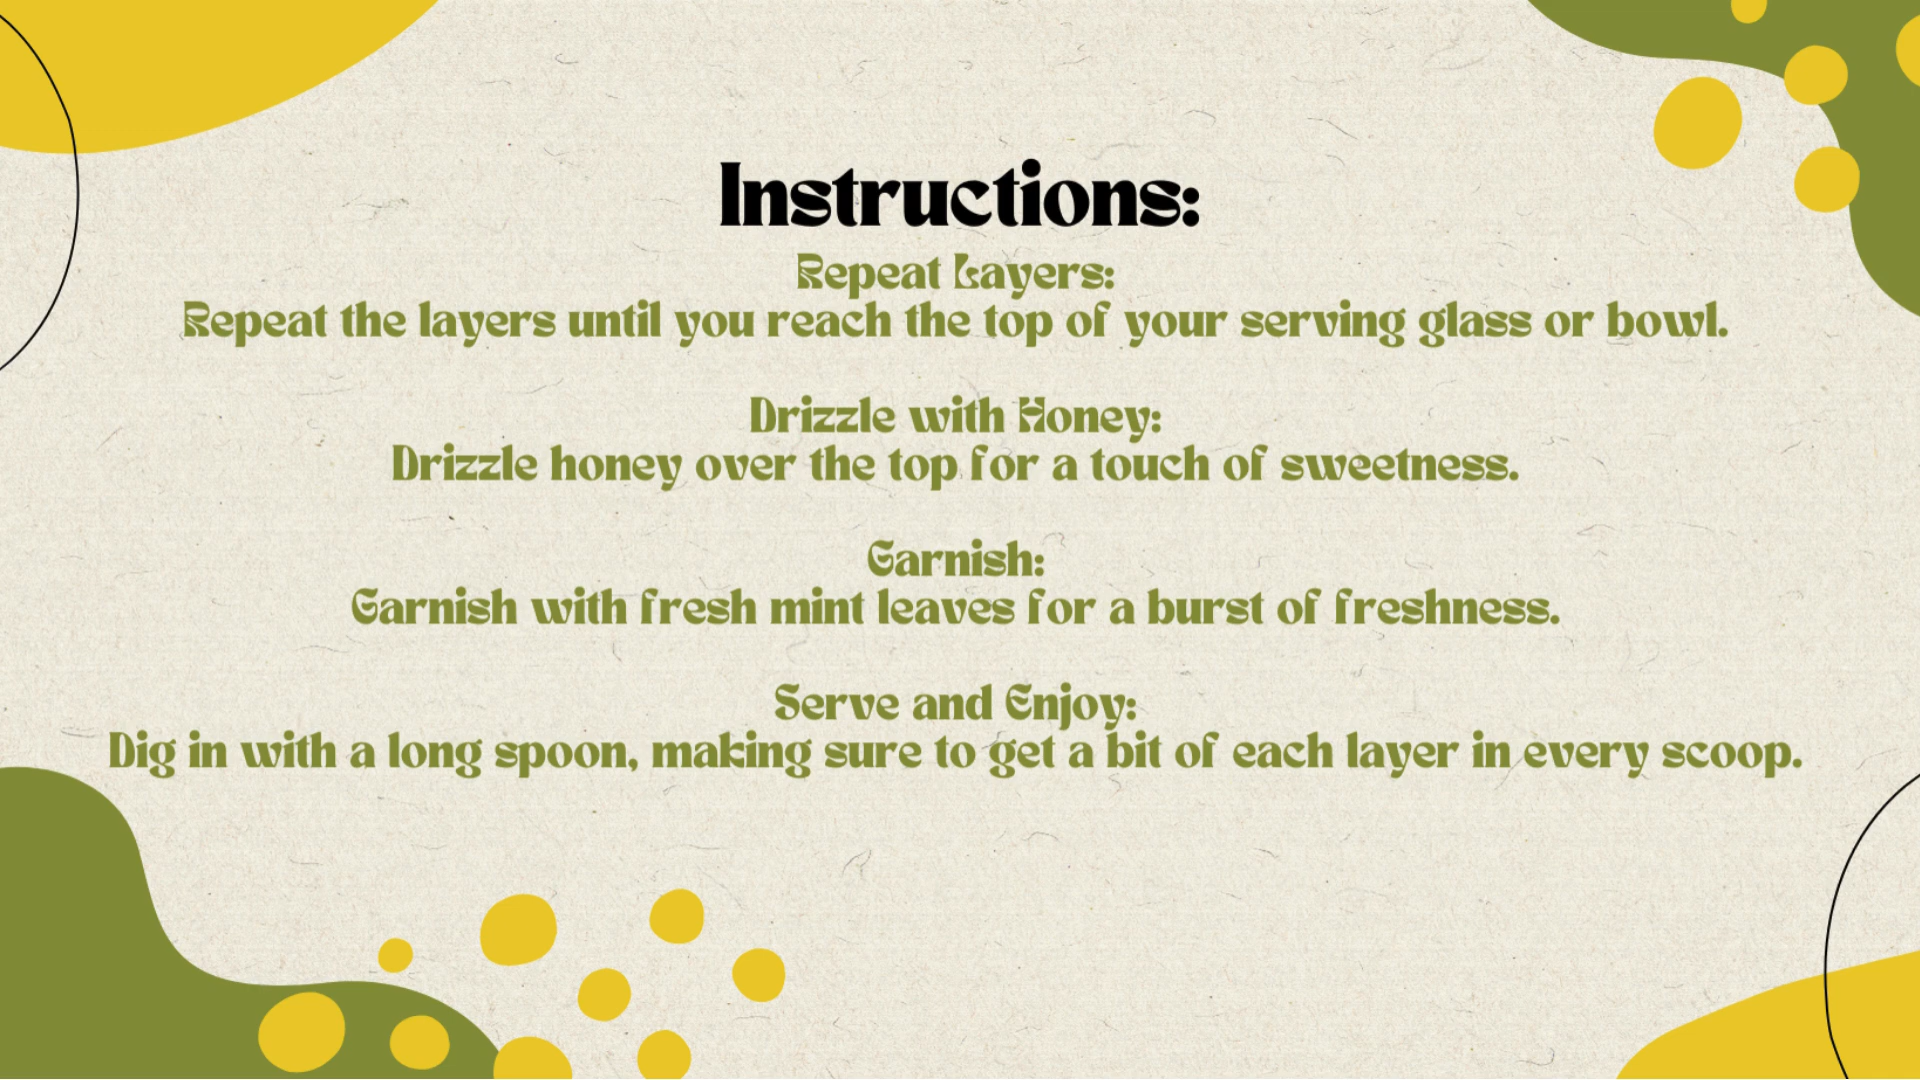 Instructions:
Repeat Layers:
Repeat the layers until you reach the top of your serving glass or bowl.
Drizzle with Honey:
Drizzle honey over the top for a touch of sweetness.
Garnish:
Garnish with fresh mint leaves for a burst of freshness.
Serve and Enjoy:
Dig in with a long spoon, making sure to get a bit of each layer in every scoop.